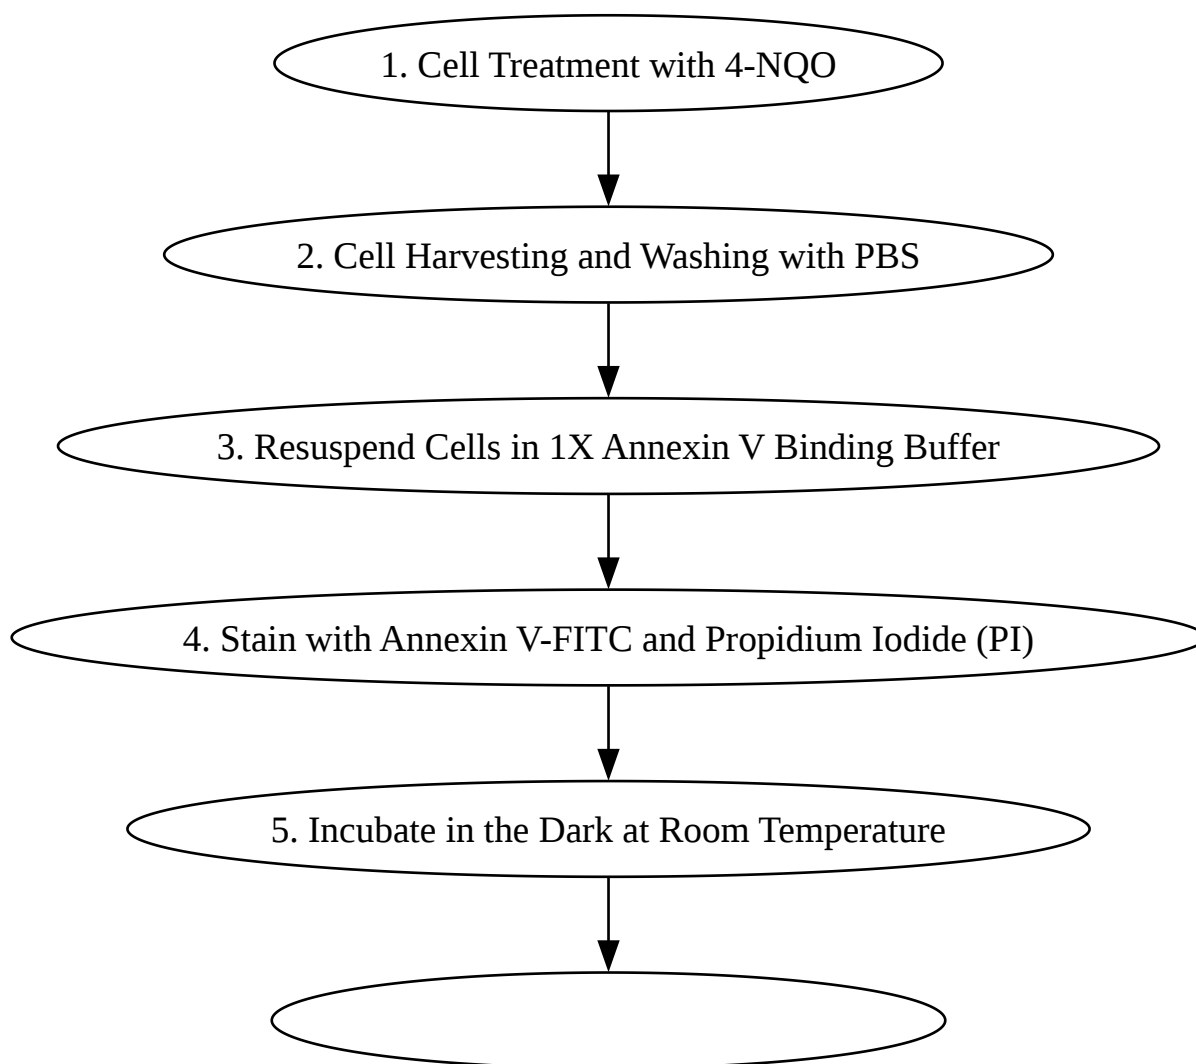 1. Cell Treatment with 4-NQO
2. Cell Harvesting and Washing with PBS
3. Resuspend Cells in 1X Annexin V Binding Buffer
4. Stain with Annexin V-FITC and Propidium Iodide (PI)
5. Incubate in the Dark at Room Temperature